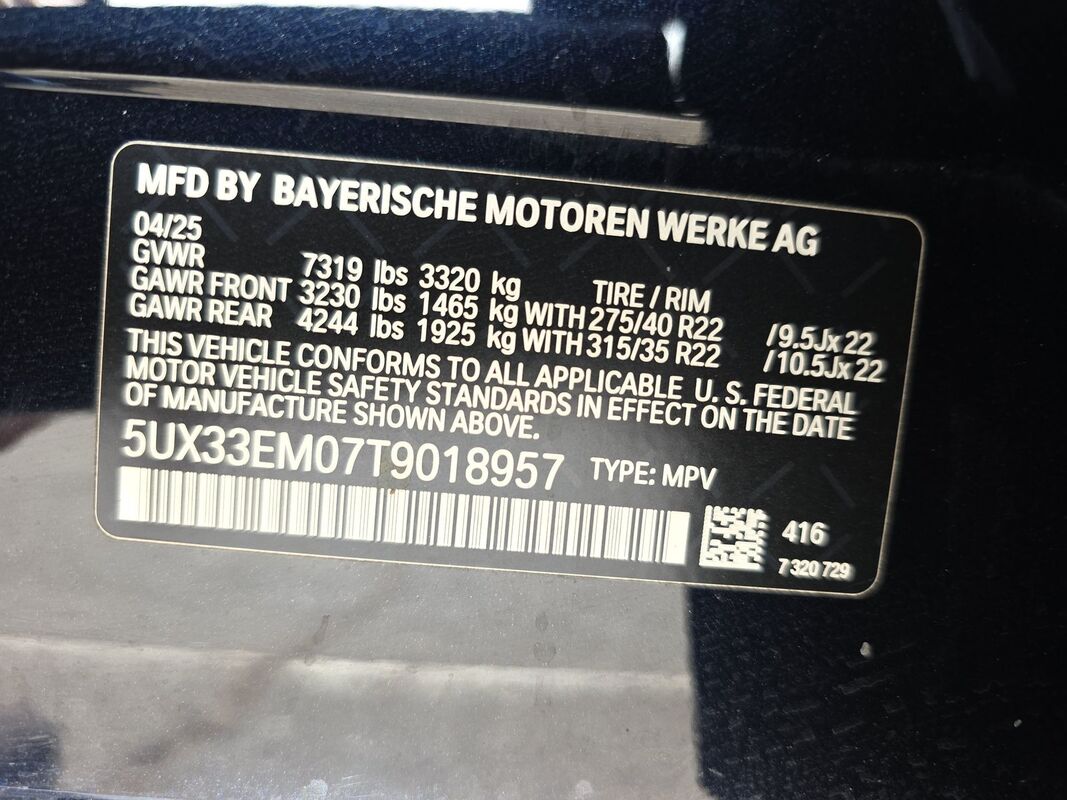 MFD BY BAYERISCHE MOTOREN WERKE AG
04/25
GVWR 7319 lbs 3320 kg TIRE / RIM
GAWR FRONT 3230 lbs 1465 kg WITH 275/40 R22 /9.5Jx22
GAWR REAR 4244 lbs 1925 kg WITH 315/35 R22 /10.5Jx22
THIS VEHICLE CONFORMS TO ALL APPLICABLE U. S. FEDERAL
MOTOR VEHICLE SAFETY STANDARDS IN EFFECT ON THE DATE
OF MANUFACTURE SHOWN ABOVE.
5UX33EM07T9018957 TYPE: MPV
416
7 320 729